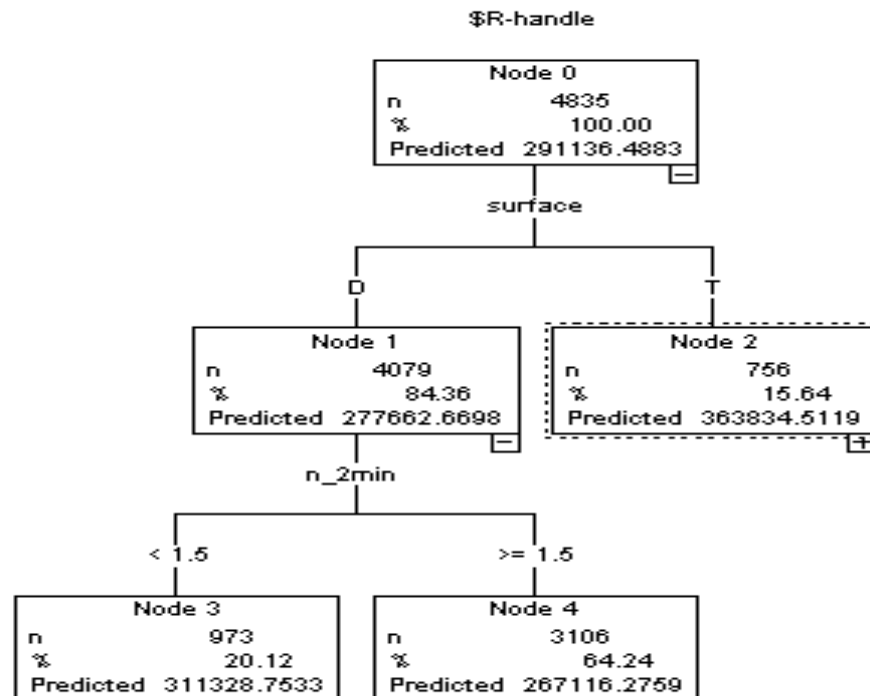 $R-handle
Node 0
n 4835
% 100.00
Predicted 291136.4883
surface
D
T
Node 1
n 4079
% 84.36
Predicted 277662.6698
Node 2
n 756
% 15.64
Predicted 363834.5119
n_2min
< 1.5
>= 1.5
Node 3
n 973
% 20.12
Predicted 311328.7533
Node 4
n 3106
% 64.24
Predicted 267116.2759